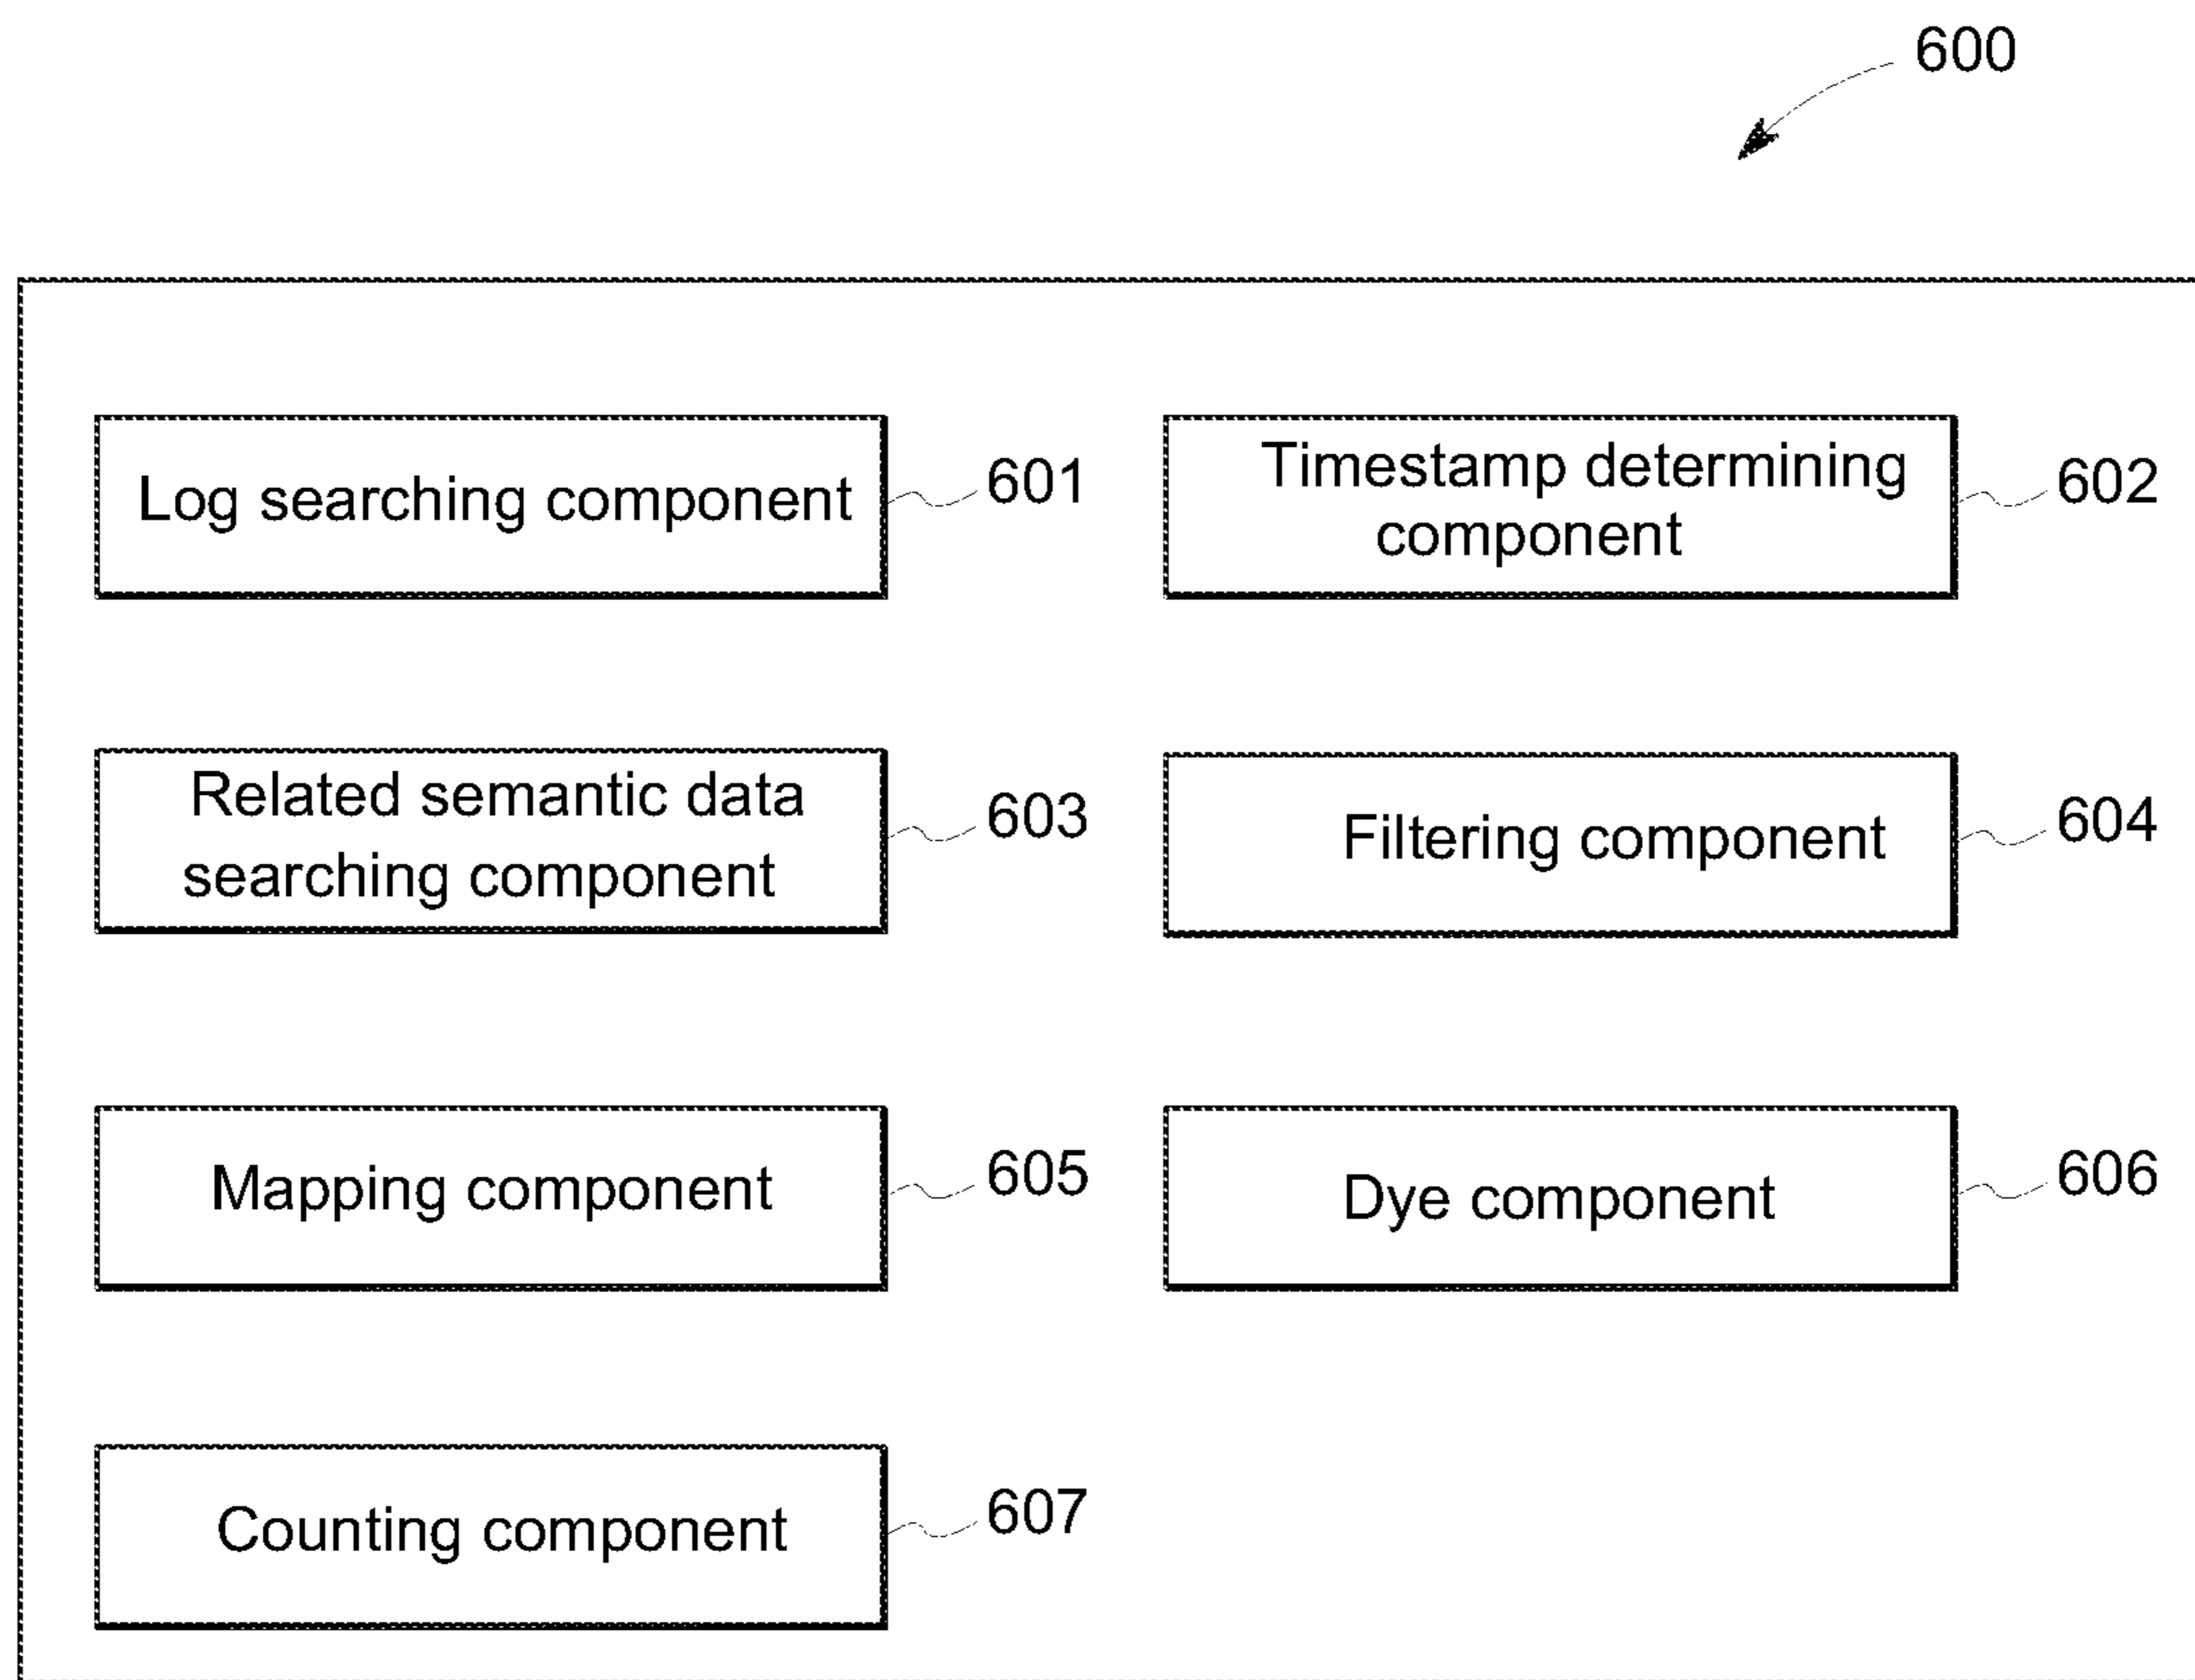 600
Log searching component
601
Timestamp determining
component
602
Related semantic data
searching component
603
Filtering component
604
Mapping component
605
Dye component
606
Counting component
607